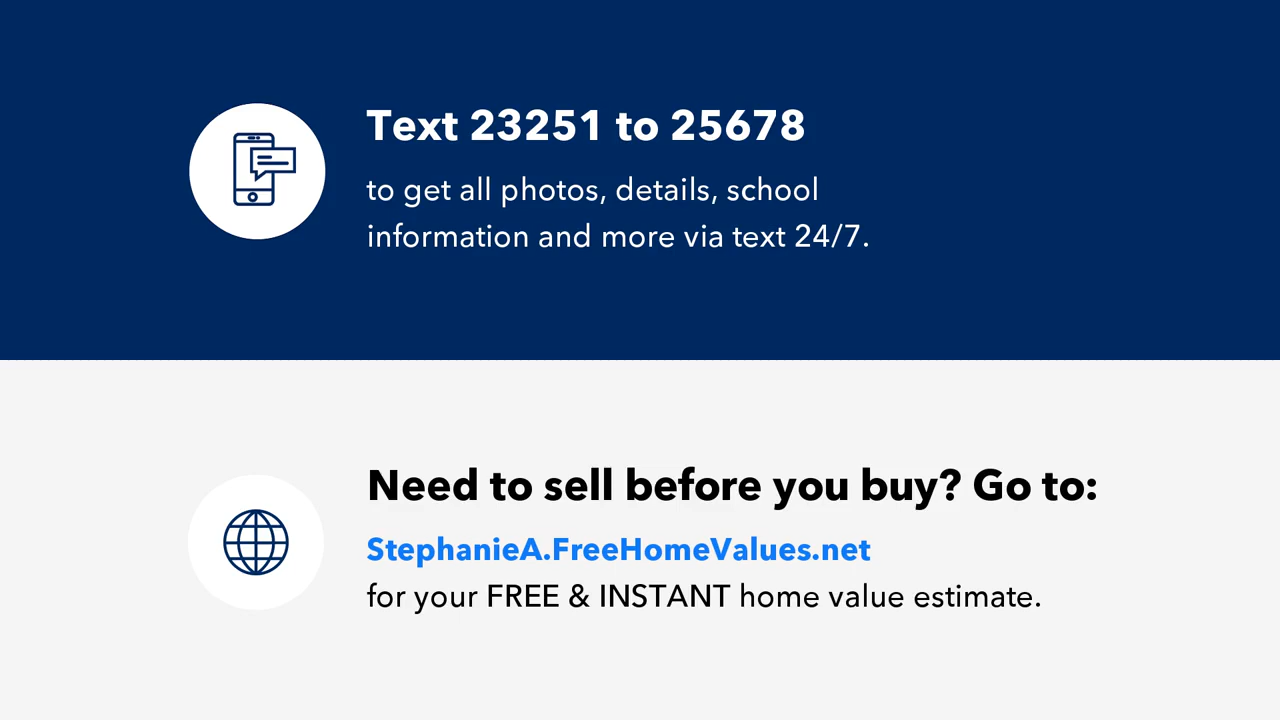 Text 23251 to 25678
to get all photos, details, school
information and more via text 24/7.
Need to sell before you buy? Go to:
StephanieA.FreeHomeValues.net
for your FREE & INSTANT home value estimate.